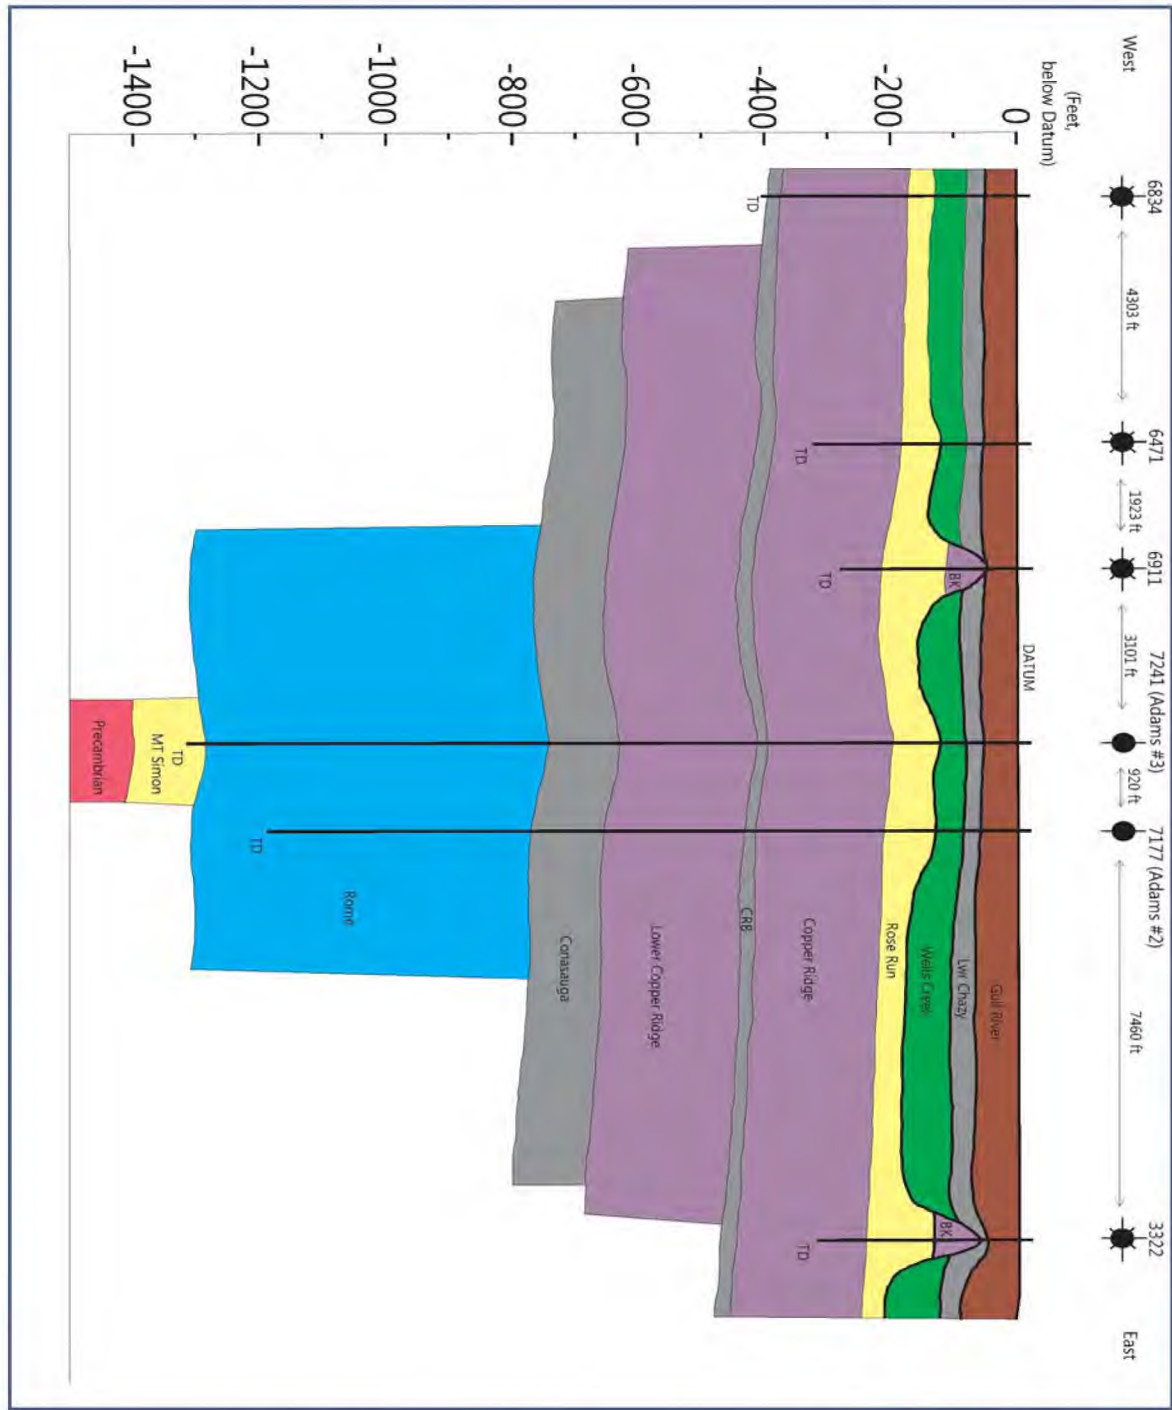 West
East
6834
6471
6911
7241 (Adams #3)
7177 (Adams #2)
3322
4303 ft
1923 ft
3101 ft
920 ft
7460 ft
(Feet,
below Datum)
DATUM
0
-200
-400
-600
-800
-1000
-1200
-1400
Gull River
Lwr Chazy
Wells Creek
BK
BK
Rose Run
Copper Ridge
CRB
Lower Copper Ridge
Conasauga
Rome
MT Simon
Precambrian
TD
TD
TD
TD
TD
TD